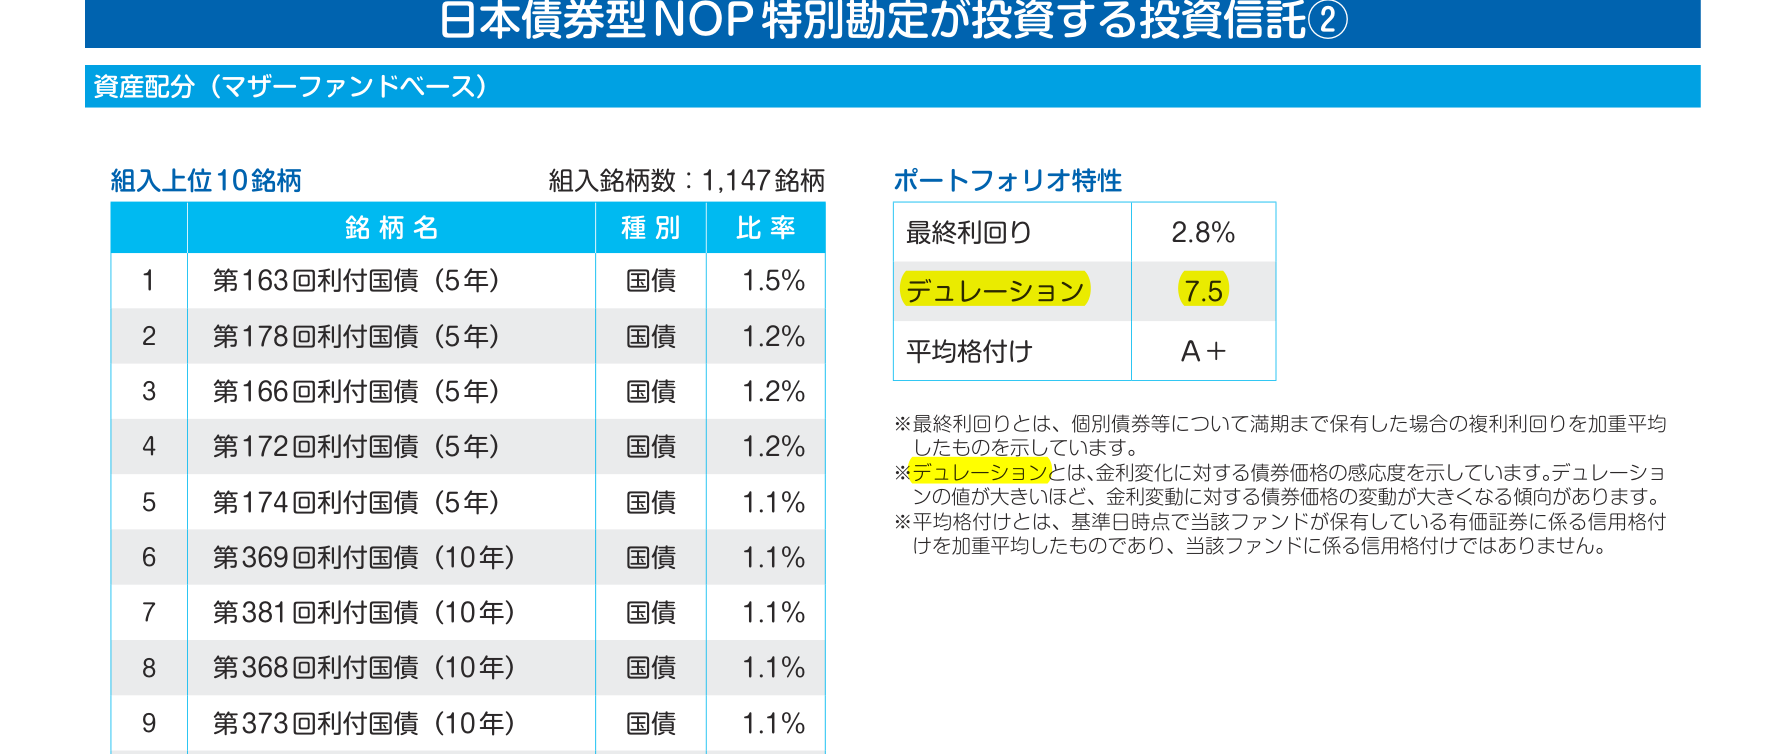 日本債券型NOP特別勘定が投資する投資信託②
資産配分（マザーファンドベース）
組入上位10銘柄 組入銘柄数：1,147銘柄
銘柄名 種別 比率
1 第163回利付国債（5年） 国債 1.5%
2 第178回利付国債（5年） 国債 1.2%
3 第166回利付国債（5年） 国債 1.2%
4 第172回利付国債（5年） 国債 1.2%
5 第174回利付国債（5年） 国債 1.1%
6 第369回利付国債（10年） 国債 1.1%
7 第381回利付国債（10年） 国債 1.1%
8 第368回利付国債（10年） 国債 1.1%
9 第373回利付国債（10年） 国債 1.1%
ポートフォリオ特性
最終利回り 2.8%
デュレーション 7.5
平均格付け A＋
※最終利回りとは、個別債券等について満期まで保有した場合の複利利回りを加重平均
したものを示しています。
※デュレーションとは、金利変化に対する債券価格の感応度を示しています。デュレーショ
ンの値が大きいほど、金利変動に対する債券価格の変動が大きくなる傾向があります。
※平均格付けとは、基準日時点で当該ファンドが保有している有価証券に係る信用格付
けを加重平均したものであり、当該ファンドに係る信用格付けではありません。